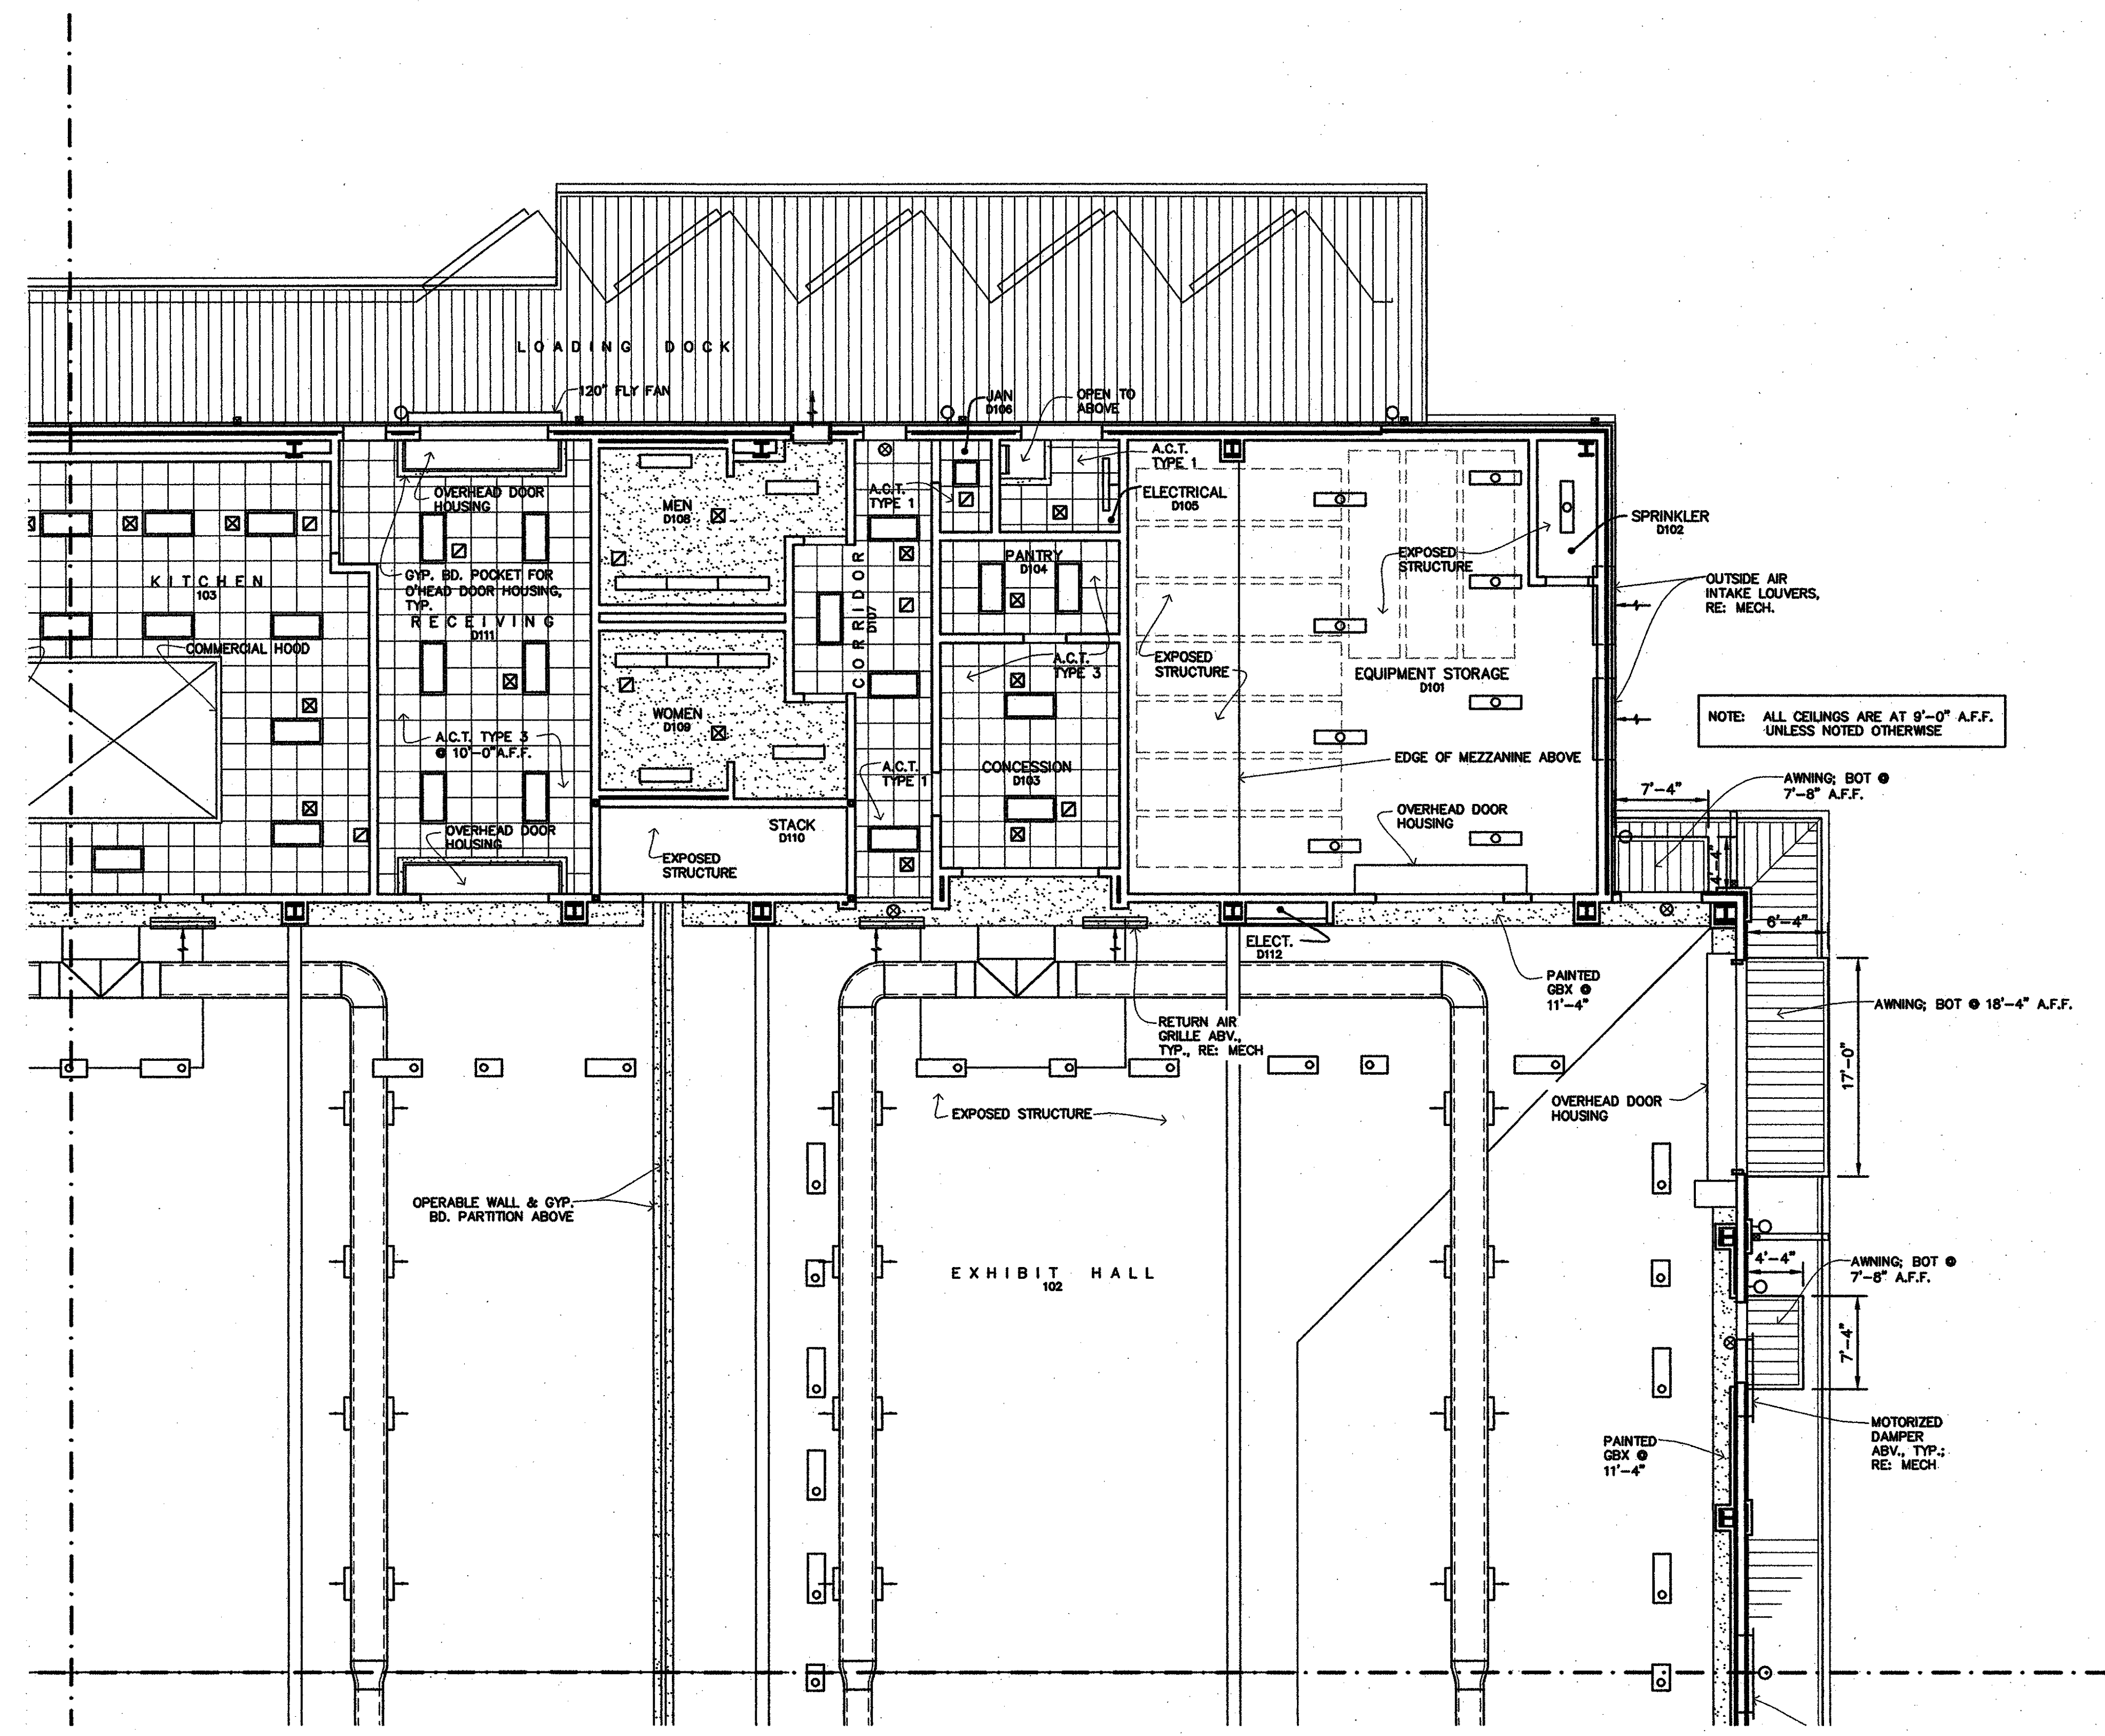 LOADING DOCK
120" FLY FAN
JAN
D106
OPEN TO
ABOVE
A.C.T.
TYPE 1
OVERHEAD DOOR
HOUSING
MEN
D108
A.C.T.
TYPE 1
ELECTRICAL
D105
SPRINKLER
D102
EXPOSED
STRUCTURE
PANTRY
D104
KITCHEN
103
GYP. BD. POCKET FOR
O'HEAD DOOR HOUSING,
TYP.
RECEIVING
D111
CORRIDOR
D107
OUTSIDE AIR
INTAKE LOUVERS,
RE: MECH.
COMMERCIAL HOOD
A.C.T.
TYPE 3
EXPOSED
STRUCTURE
EQUIPMENT STORAGE
D101
WOMEN
D109
NOTE: ALL CEILINGS ARE AT 9'-0" A.F.F.
UNLESS NOTED OTHERWISE
A.C.T. TYPE 3
@ 10'-0" A.F.F.
A.C.T.
TYPE 1
CONCESSION
D103
EDGE OF MEZZANINE ABOVE
7'-4"
AWNING; BOT @
7'-8" A.F.F.
OVERHEAD DOOR
HOUSING
STACK
D110
OVERHEAD DOOR
HOUSING
EXPOSED
STRUCTURE
4'-4"
6'-4"
ELECT.
D112
PAINTED
GBX @
11'-4"
AWNING; BOT @ 18'-4" A.F.F.
RETURN AIR
GRILLE ABV.,
TYP., RE: MECH
17'-0"
EXPOSED STRUCTURE
OVERHEAD DOOR
HOUSING
OPERABLE WALL & GYP.
BD. PARTITION ABOVE
EXHIBIT HALL
102
4'-4"
AWNING; BOT @
7'-8" A.F.F.
7'-4"
PAINTED
GBX @
11'-4"
MOTORIZED
DAMPER
ABV., TYP.;
RE: MECH